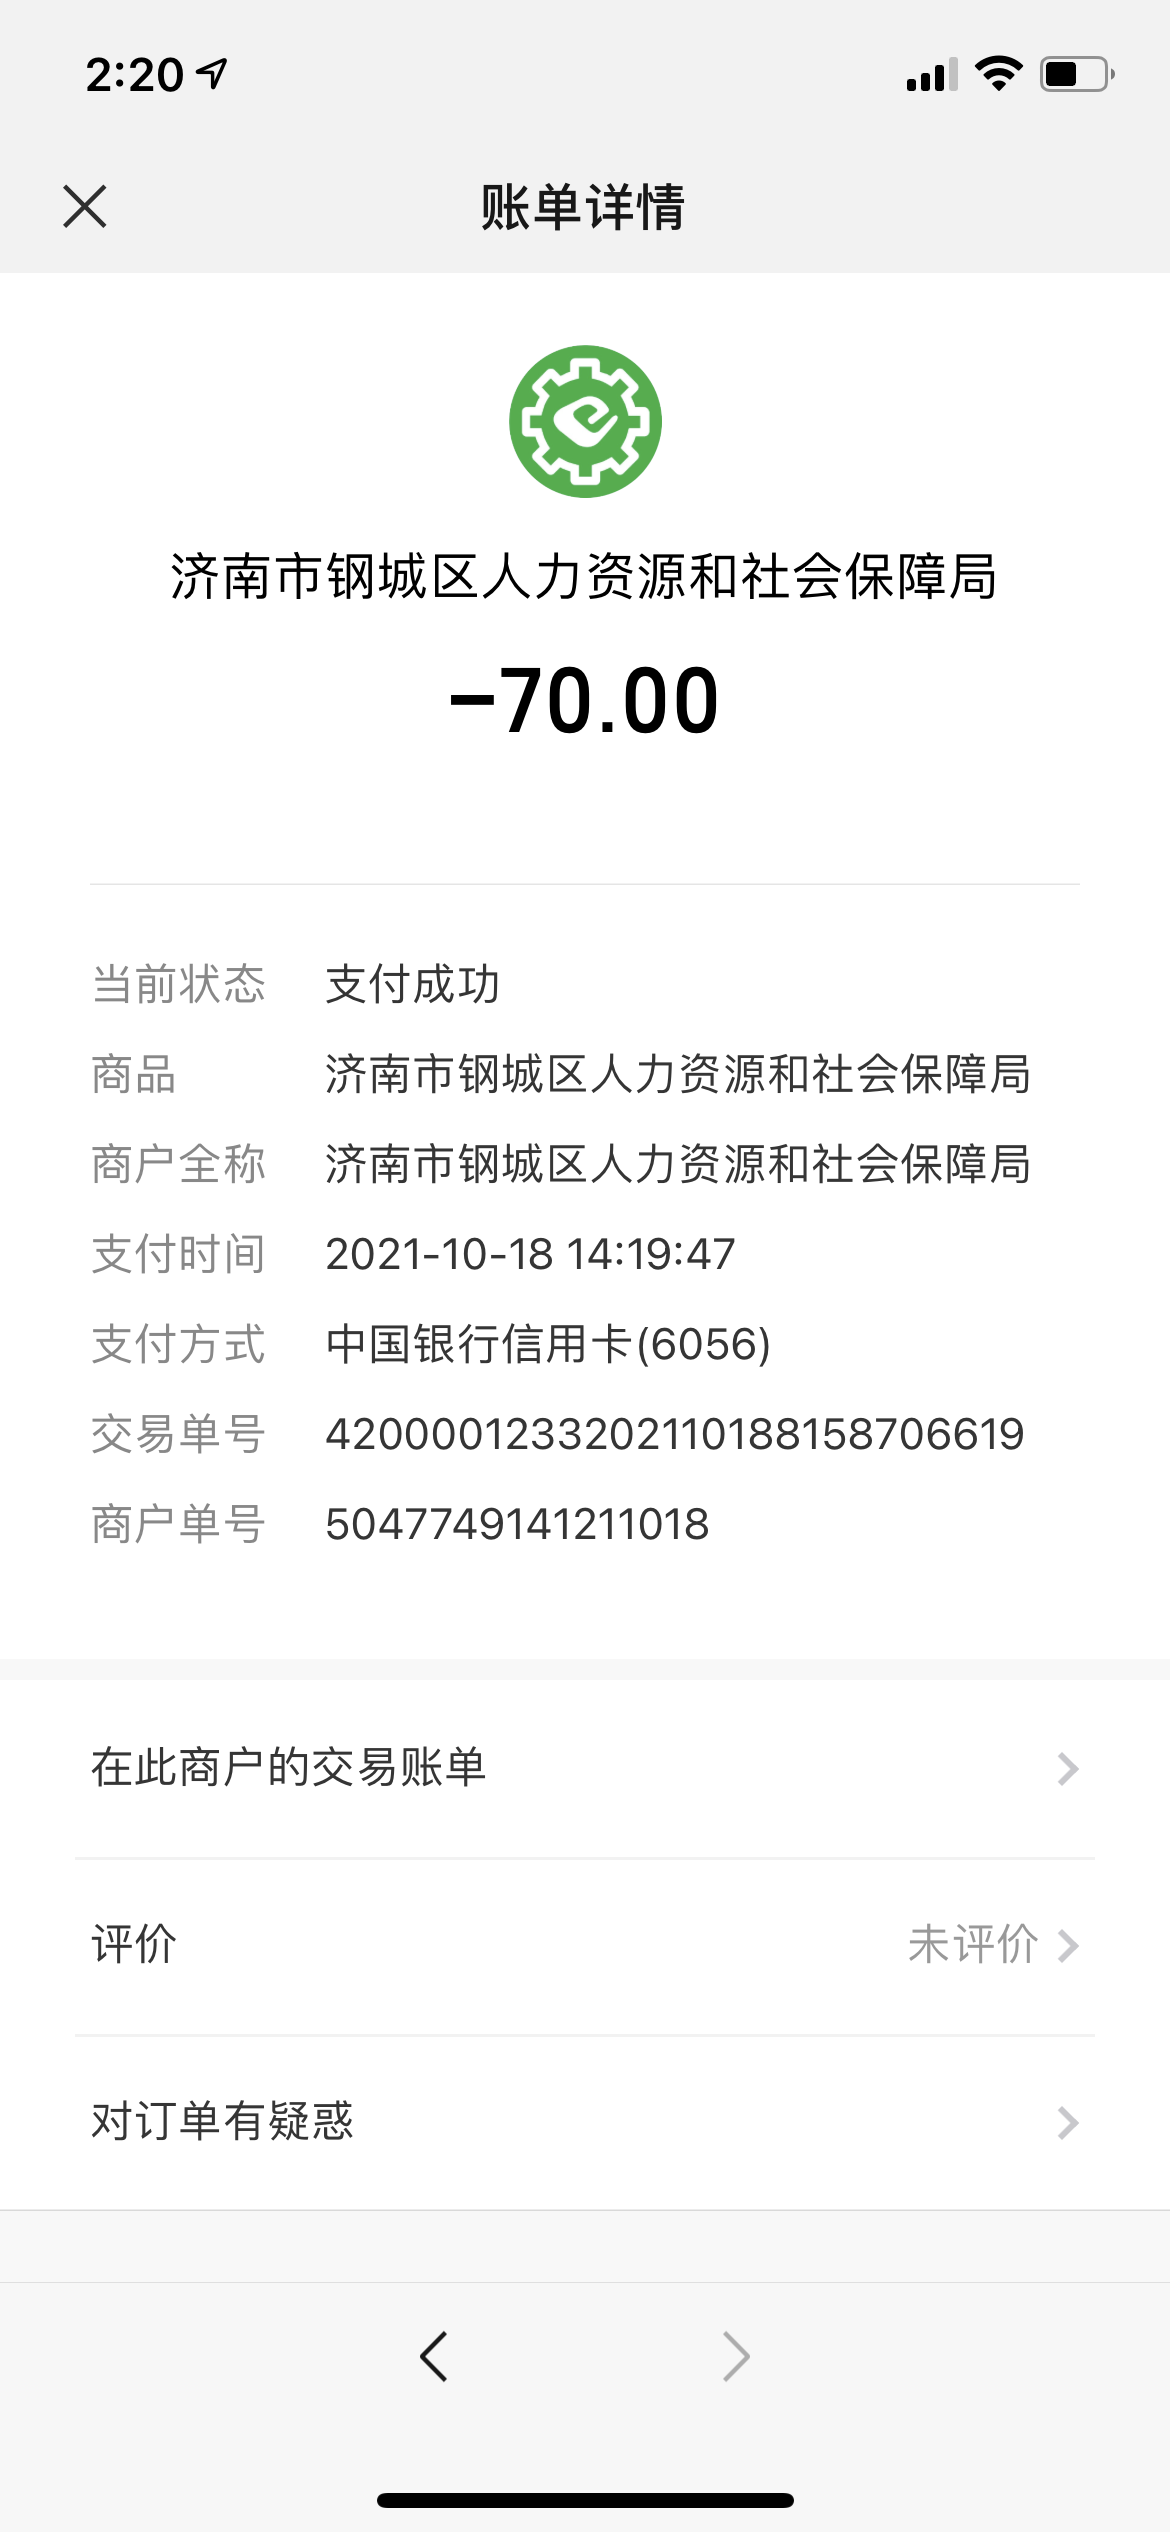 2:20
账单详情
济南市钢城区人力资源和社会保障局
-70.00
当前状态 支付成功
商品 济南市钢城区人力资源和社会保障局
商户全称 济南市钢城区人力资源和社会保障局
支付时间 2021-10-18 14:19:47
支付方式 中国银行信用卡(6056)
交易单号 4200001233202110188158706619
商户单号 5047749141211018
在此商户的交易账单
评价 未评价
对订单有疑惑